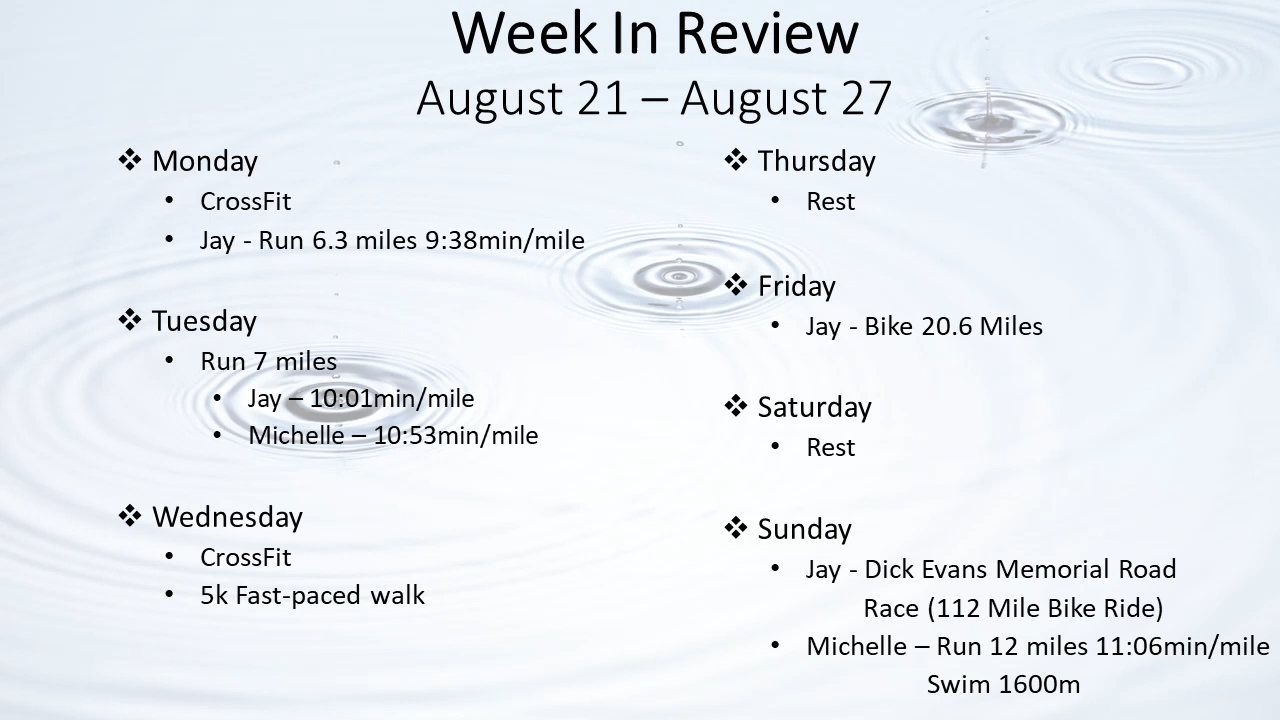 Week In Review
August 21 – August 27
❖ Monday
• CrossFit
• Jay - Run 6.3 miles 9:38min/mile
❖ Tuesday
• Run 7 miles
• Jay – 10:01min/mile
• Michelle – 10:53min/mile
❖ Wednesday
• CrossFit
• 5k Fast-paced walk
❖ Thursday
• Rest
❖ Friday
• Jay - Bike 20.6 Miles
❖ Saturday
• Rest
❖ Sunday
• Jay - Dick Evans Memorial Road
Race (112 Mile Bike Ride)
• Michelle – Run 12 miles 11:06min/mile
Swim 1600m